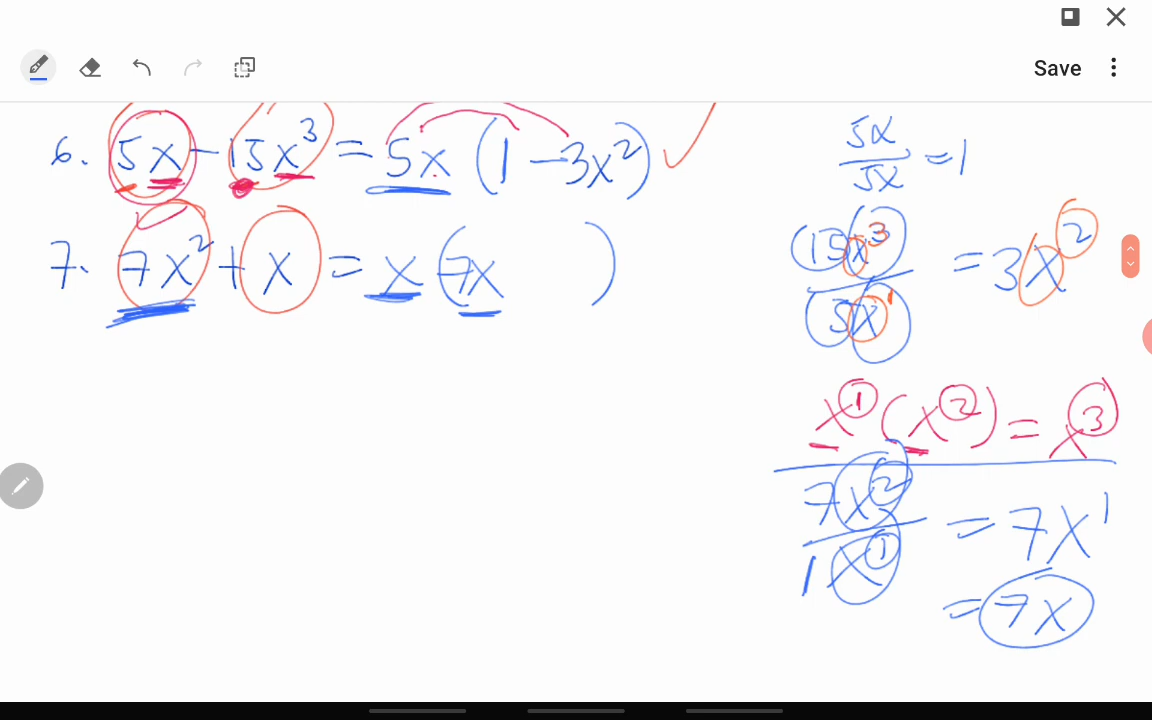 Save
6. 5x - 15x³ = 5x (1 - 3x²)
7. 7x² + x = x (7x )
5x/5x = 1
15x³/5x¹ = 3x²
x¹(x²) = x³
7x²/1x¹ = 7x¹
= 7x